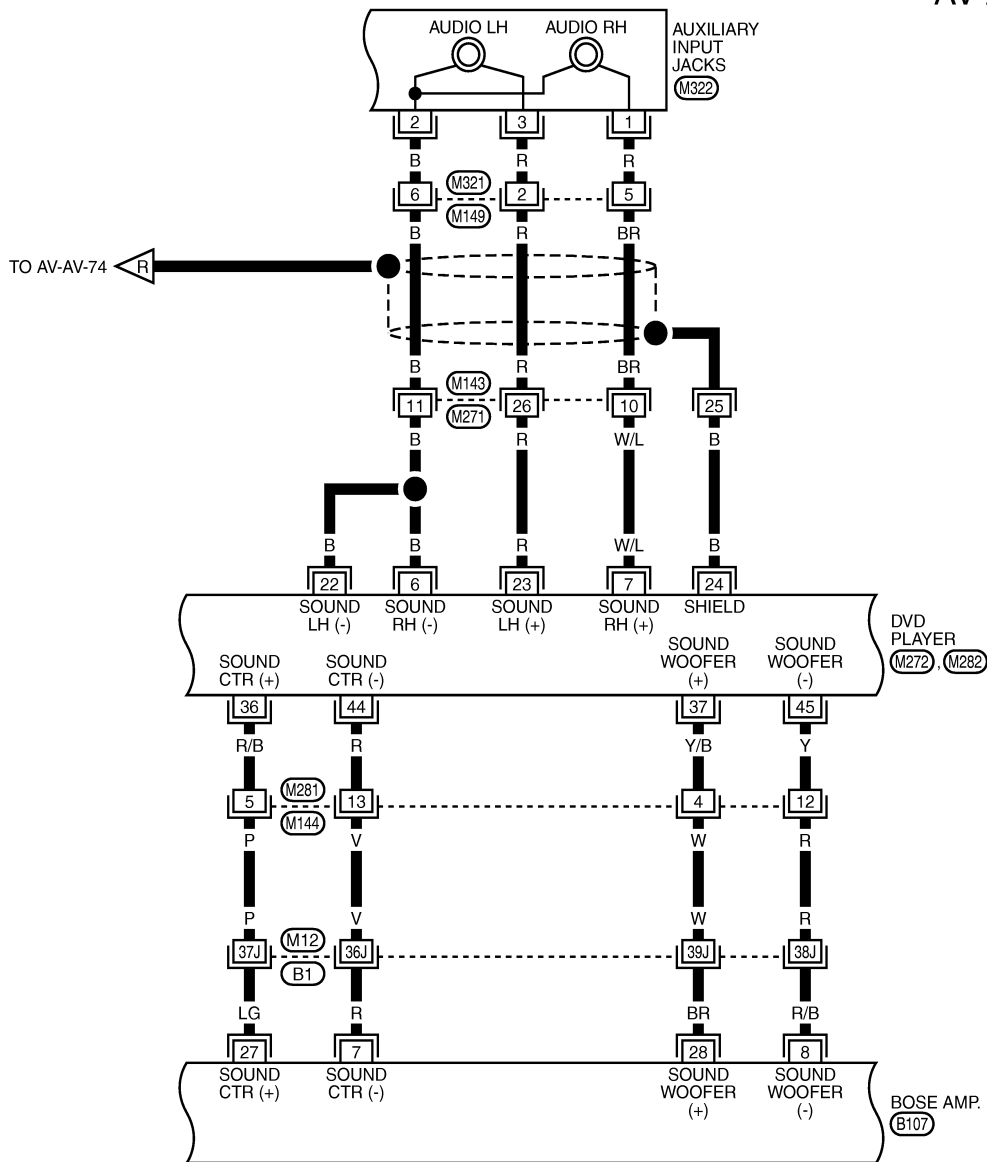 AV-
AUDIO LH AUDIO RH
AUXILIARY
INPUT
JACKS
M322
2 3 1
B R R
M321
6 2 5
M149
B R BR
TO AV-AV-74 R
B R BR
M143
11 26 10 25
M271
B R W/L B
B B R W/L B
22 6 23 7 24
SOUND
LH (-)
SOUND
RH (-)
SOUND
LH (+)
SOUND
RH (+)
SHIELD
DVD
PLAYER
M272 , M282
SOUND
CTR (+)
SOUND
CTR (-)
SOUND
WOOFER
(+)
SOUND
WOOFER
(-)
36 44 37 45
R/B R Y/B Y
M281
5 13 4 12
M144
P V W R
P V W R
M12
37J 36J 39J 38J
B1
LG R BR R/B
27 7 28 8
SOUND
CTR (+)
SOUND
CTR (-)
SOUND
WOOFER
(+)
SOUND
WOOFER
(-)
BOSE AMP.
B107